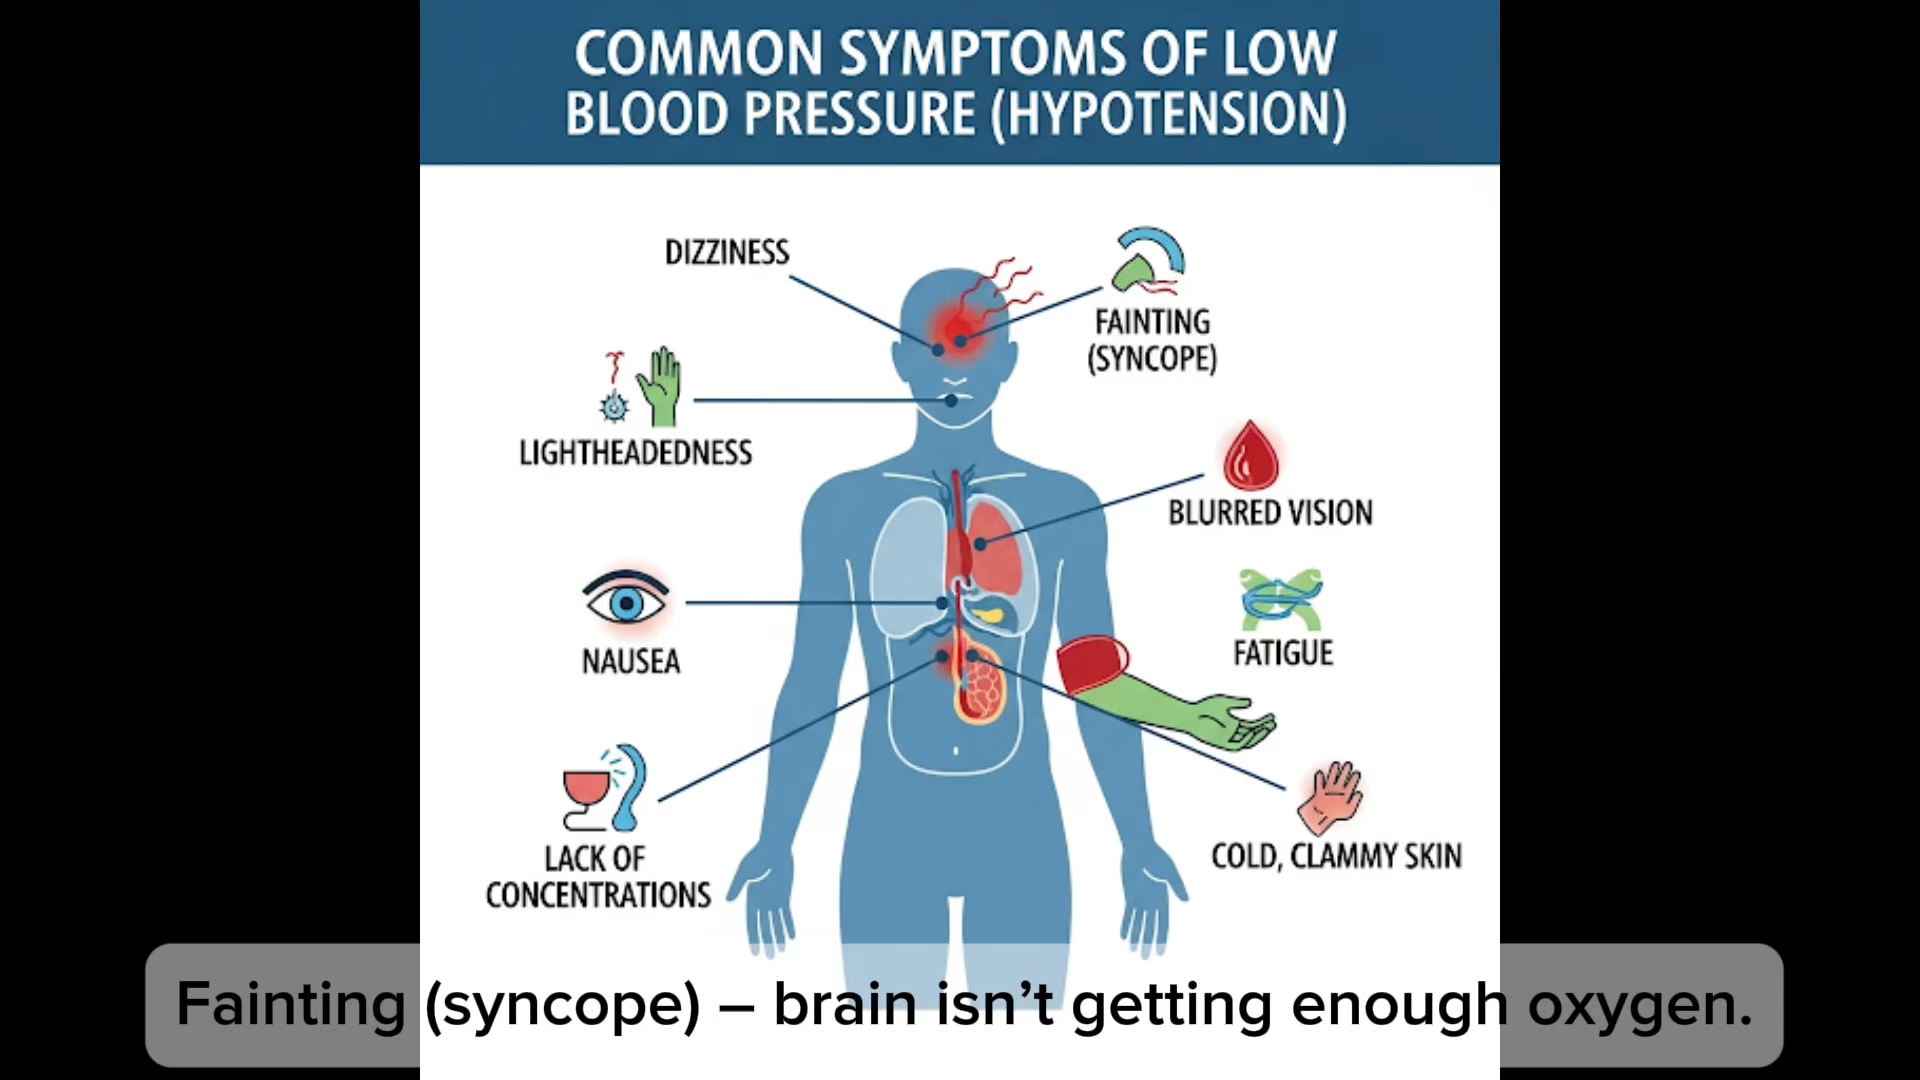 COMMON SYMPTOMS OF LOW
BLOOD PRESSURE (HYPOTENSION)
DIZZINESS
FAINTING
(SYNCOPE)
LIGHTHEADEDNESS
BLURRED VISION
NAUSEA
FATIGUE
LACK OF
CONCENTRATIONS
COLD, CLAMMY SKIN
Fainting (syncope) – brain isn’t getting enough oxygen.